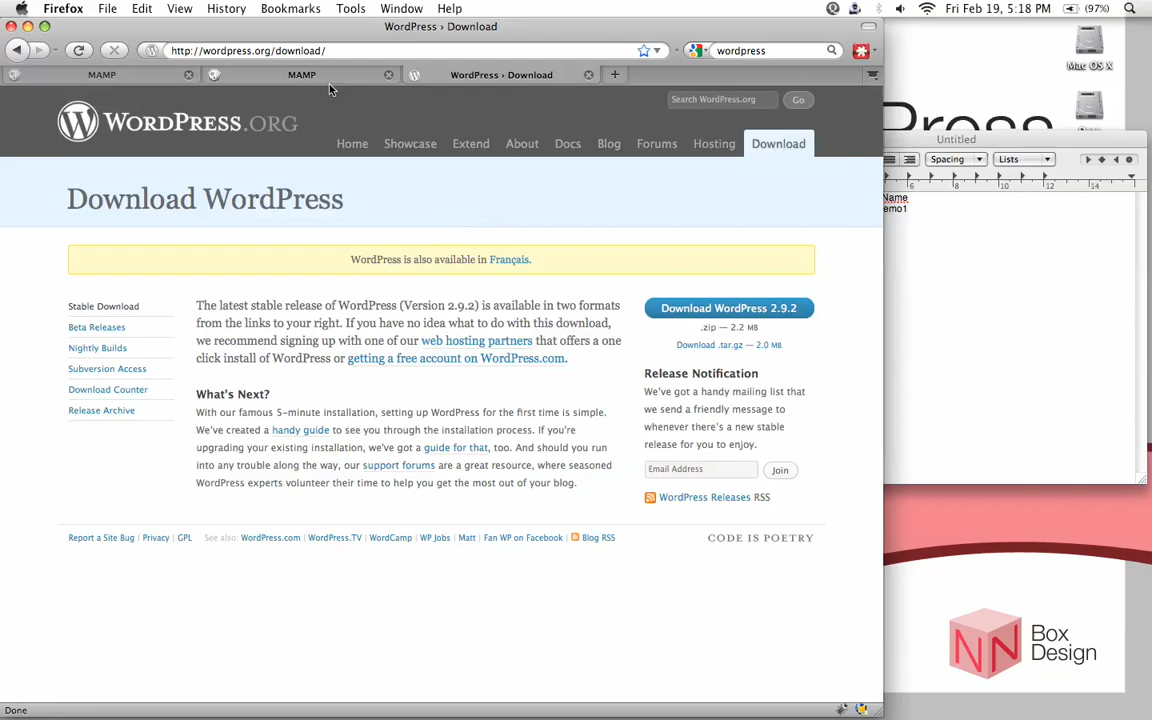 Firefox File Edit View History Bookmarks Tools Window Help Fri Feb 19, 5:18 PM (97%)
WordPress › Download
http://wordpress.org/download/ wordpress
MAMP MAMP WordPress › Download
Mac OS X
WORDPRESS.ORG
Search WordPress.org Go
Home Showcase Extend About Docs Blog Forums Hosting Download
Download WordPress
WordPress is also available in Français.
Stable Download
Beta Releases
Nightly Builds
Subversion Access
Download Counter
Release Archive
The latest stable release of WordPress (Version 2.9.2) is available in two formats
from the links to your right. If you have no idea what to do with this download,
we recommend signing up with one of our web hosting partners that offers a one
click install of WordPress or getting a free account on WordPress.com.
What's Next?
With our famous 5-minute installation, setting up WordPress for the first time is simple.
We've created a handy guide to see you through the installation process. If you're
upgrading your existing installation, we've got a guide for that, too. And should you run
into any trouble along the way, our support forums are a great resource, where seasoned
WordPress experts volunteer their time to help you get the most out of your blog.
Download WordPress 2.9.2
.zip — 2.2 MB
Download .tar.gz — 2.0 MB
Release Notification
We've got a handy mailing list that
we send a friendly message to
whenever there's a new stable
release for you to enjoy.
Email Address Join
WordPress Releases RSS
Report a Site Bug Privacy GPL See also: WordPress.com WordPress.TV WordCamp WP Jobs Matt Fan WP on Facebook Blog RSS
CODE IS POETRY
Done
Press
Untitled
Spacing Lists
6 8 10 12 14
Name
emo1
NN
Box
Design